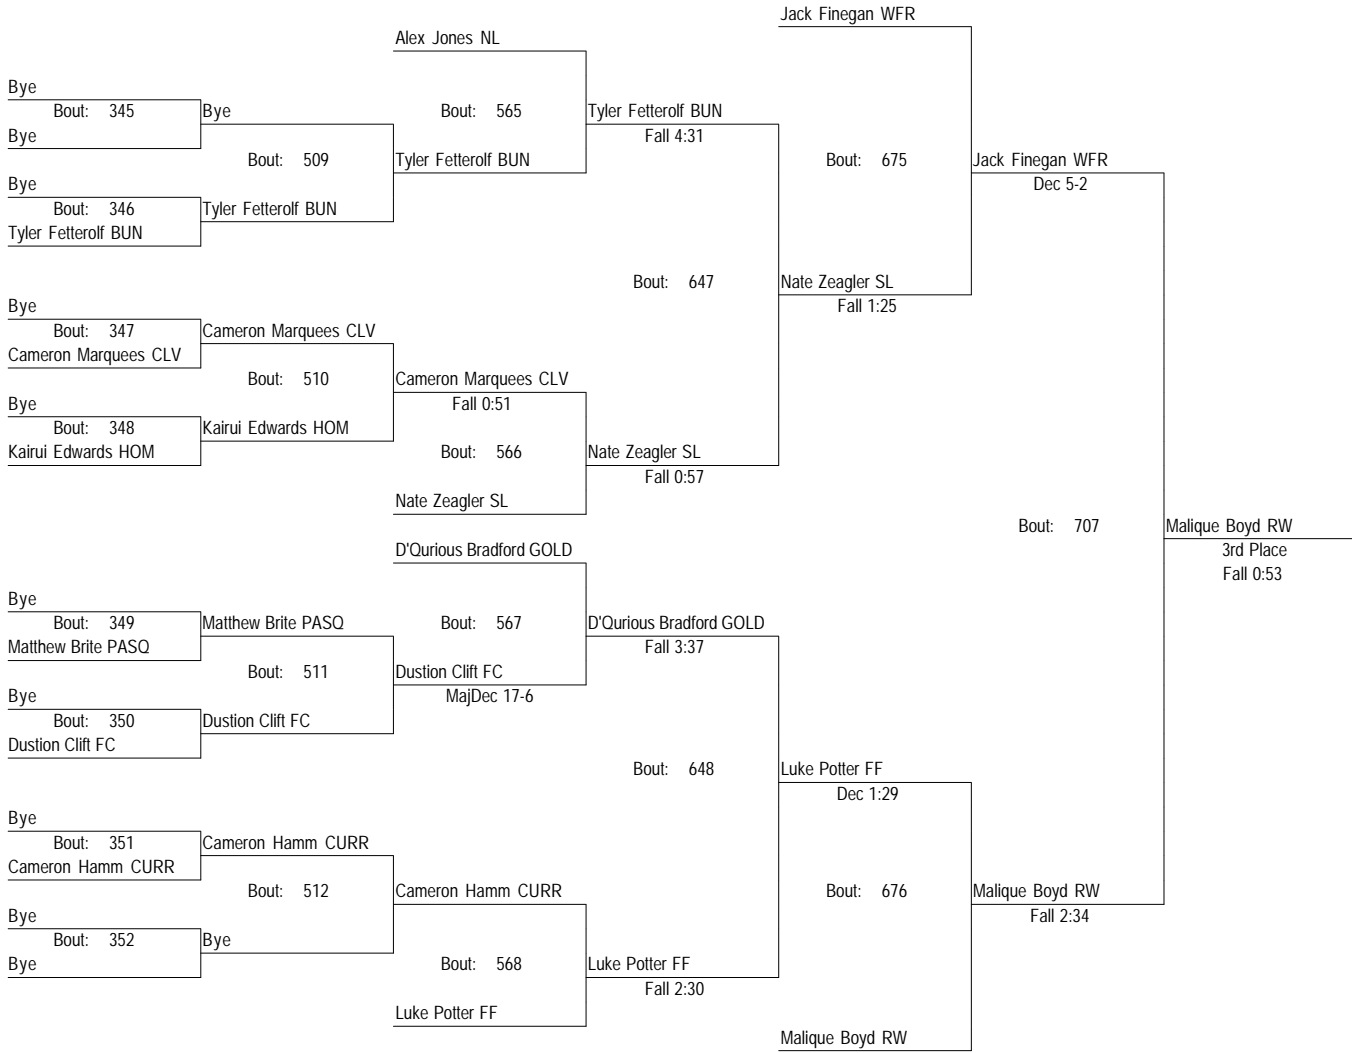 Jack Finegan WFR
Alex Jones NL
Bye
Bout: 345
Bye
Bout: 565
Tyler Fetterolf BUN
Bye
Fall 4:31
Bout: 509
Tyler Fetterolf BUN
Bout: 675
Jack Finegan WFR
Bye
Dec 5-2
Bout: 346
Tyler Fetterolf BUN
Tyler Fetterolf BUN
Bout: 647
Nate Zeagler SL
Bye
Fall 1:25
Bout: 347
Cameron Marquees CLV
Cameron Marquees CLV
Bout: 510
Cameron Marquees CLV
Bye
Fall 0:51
Bout: 348
Kairui Edwards HOM
Kairui Edwards HOM
Bout: 566
Nate Zeagler SL
Fall 0:57
Nate Zeagler SL
Bout: 707
Malique Boyd RW
D'Qurious Bradford GOLD
3rd Place
Fall 0:53
Bye
Bout: 349
Matthew Brite PASQ
Bout: 567
D'Qurious Bradford GOLD
Matthew Brite PASQ
Fall 3:37
Bout: 511
Dustion Clift FC
Bye
MajDec 17-6
Bout: 350
Dustion Clift FC
Dustion Clift FC
Bout: 648
Luke Potter FF
Dec 1:29
Bye
Bout: 351
Cameron Hamm CURR
Cameron Hamm CURR
Bout: 512
Cameron Hamm CURR
Bout: 676
Malique Boyd RW
Bye
Fall 2:34
Bout: 352
Bye
Bye
Bout: 568
Luke Potter FF
Fall 2:30
Luke Potter FF
Malique Boyd RW